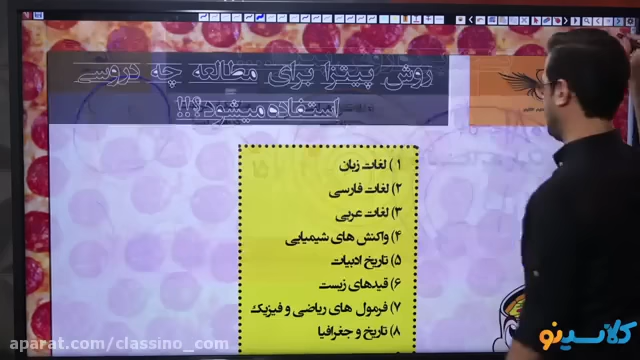 روش پیتزا برای مطالعه چه دروسی
استفاده میشود؟!!
۱) لغات زبان
۲) لغات فارسی
۳) لغات عربی
۴) واکنش های شیمیایی
۵) تاریخ ادبیات
۶) قیدهای زیست
۷) فرمول های ریاضی و فیزیک
۸) تاریخ و جغرافیا
aparat.com/classino_com
کلاسینو